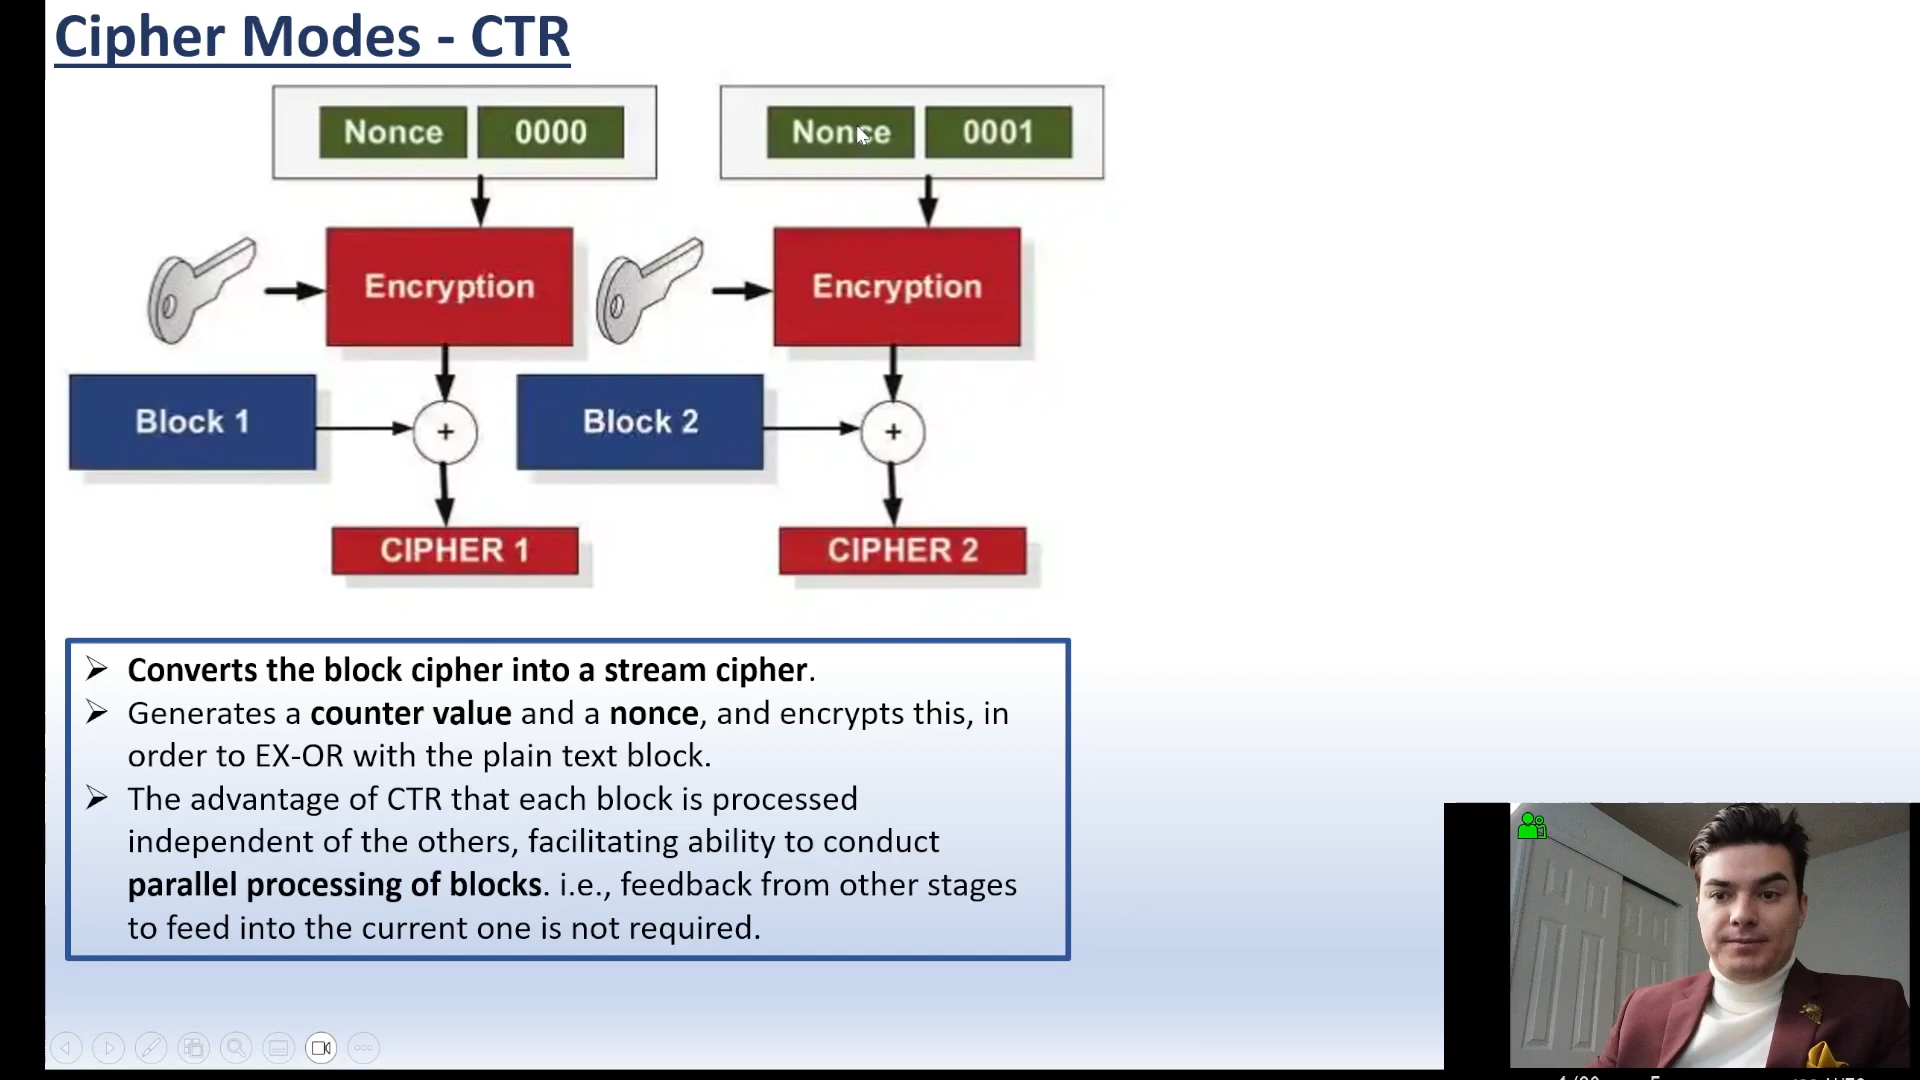 Cipher Modes - CTR
Nonce 0000
Nonce 0001
Encryption
Encryption
Block 1
+
Block 2
+
CIPHER 1
CIPHER 2
➢ Converts the block cipher into a stream cipher.
➢ Generates a counter value and a nonce, and encrypts this, in
order to EX-OR with the plain text block.
➢ The advantage of CTR that each block is processed
independent of the others, facilitating ability to conduct
parallel processing of blocks. i.e., feedback from other stages
to feed into the current one is not required.